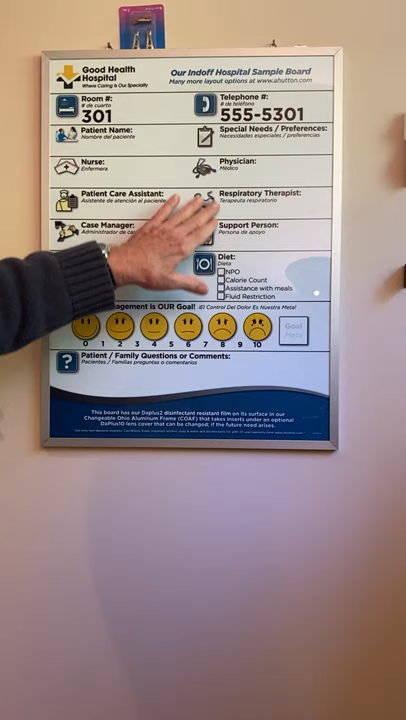 Good Health
Hospital
Where Caring is Our Specialty
Our Indoff Hospital Sample Board
Many more layout options at www.ahutton.com
Room #:
# de cuarto
301
Telephone #:
# de teléfono
555-5301
Patient Name:
Nombre del paciente
Special Needs / Preferences:
Necesidades especiales / preferencias
Nurse:
Enfermera
Physician:
Médico
Patient Care Assistant:
Asistente de atención al paciente
Respiratory Therapist:
Terapeuta respiratorio
Case Manager:
Administrador de
Support Person:
Persona de apoyo
Diet:
Dieta
NPO
Calorie Count
Assistance with meals
Fluid Restriction
is OUR Goal! ¡El Control Del Dolor Es Nuestra Meta!
0 1 2 3 4 5 6 7 8 9 10
Goal
Meta
Patient / Family Questions or Comments:
Pacientes / Familias preguntas o comentarios
This board has our Daplus2 disinfectant resistant film on its surface in our
Changeable Ohio Aluminum Frame (COAF) that takes inserts under an optional
DaPlus10 lens cover that can be changed; if the future need arises.